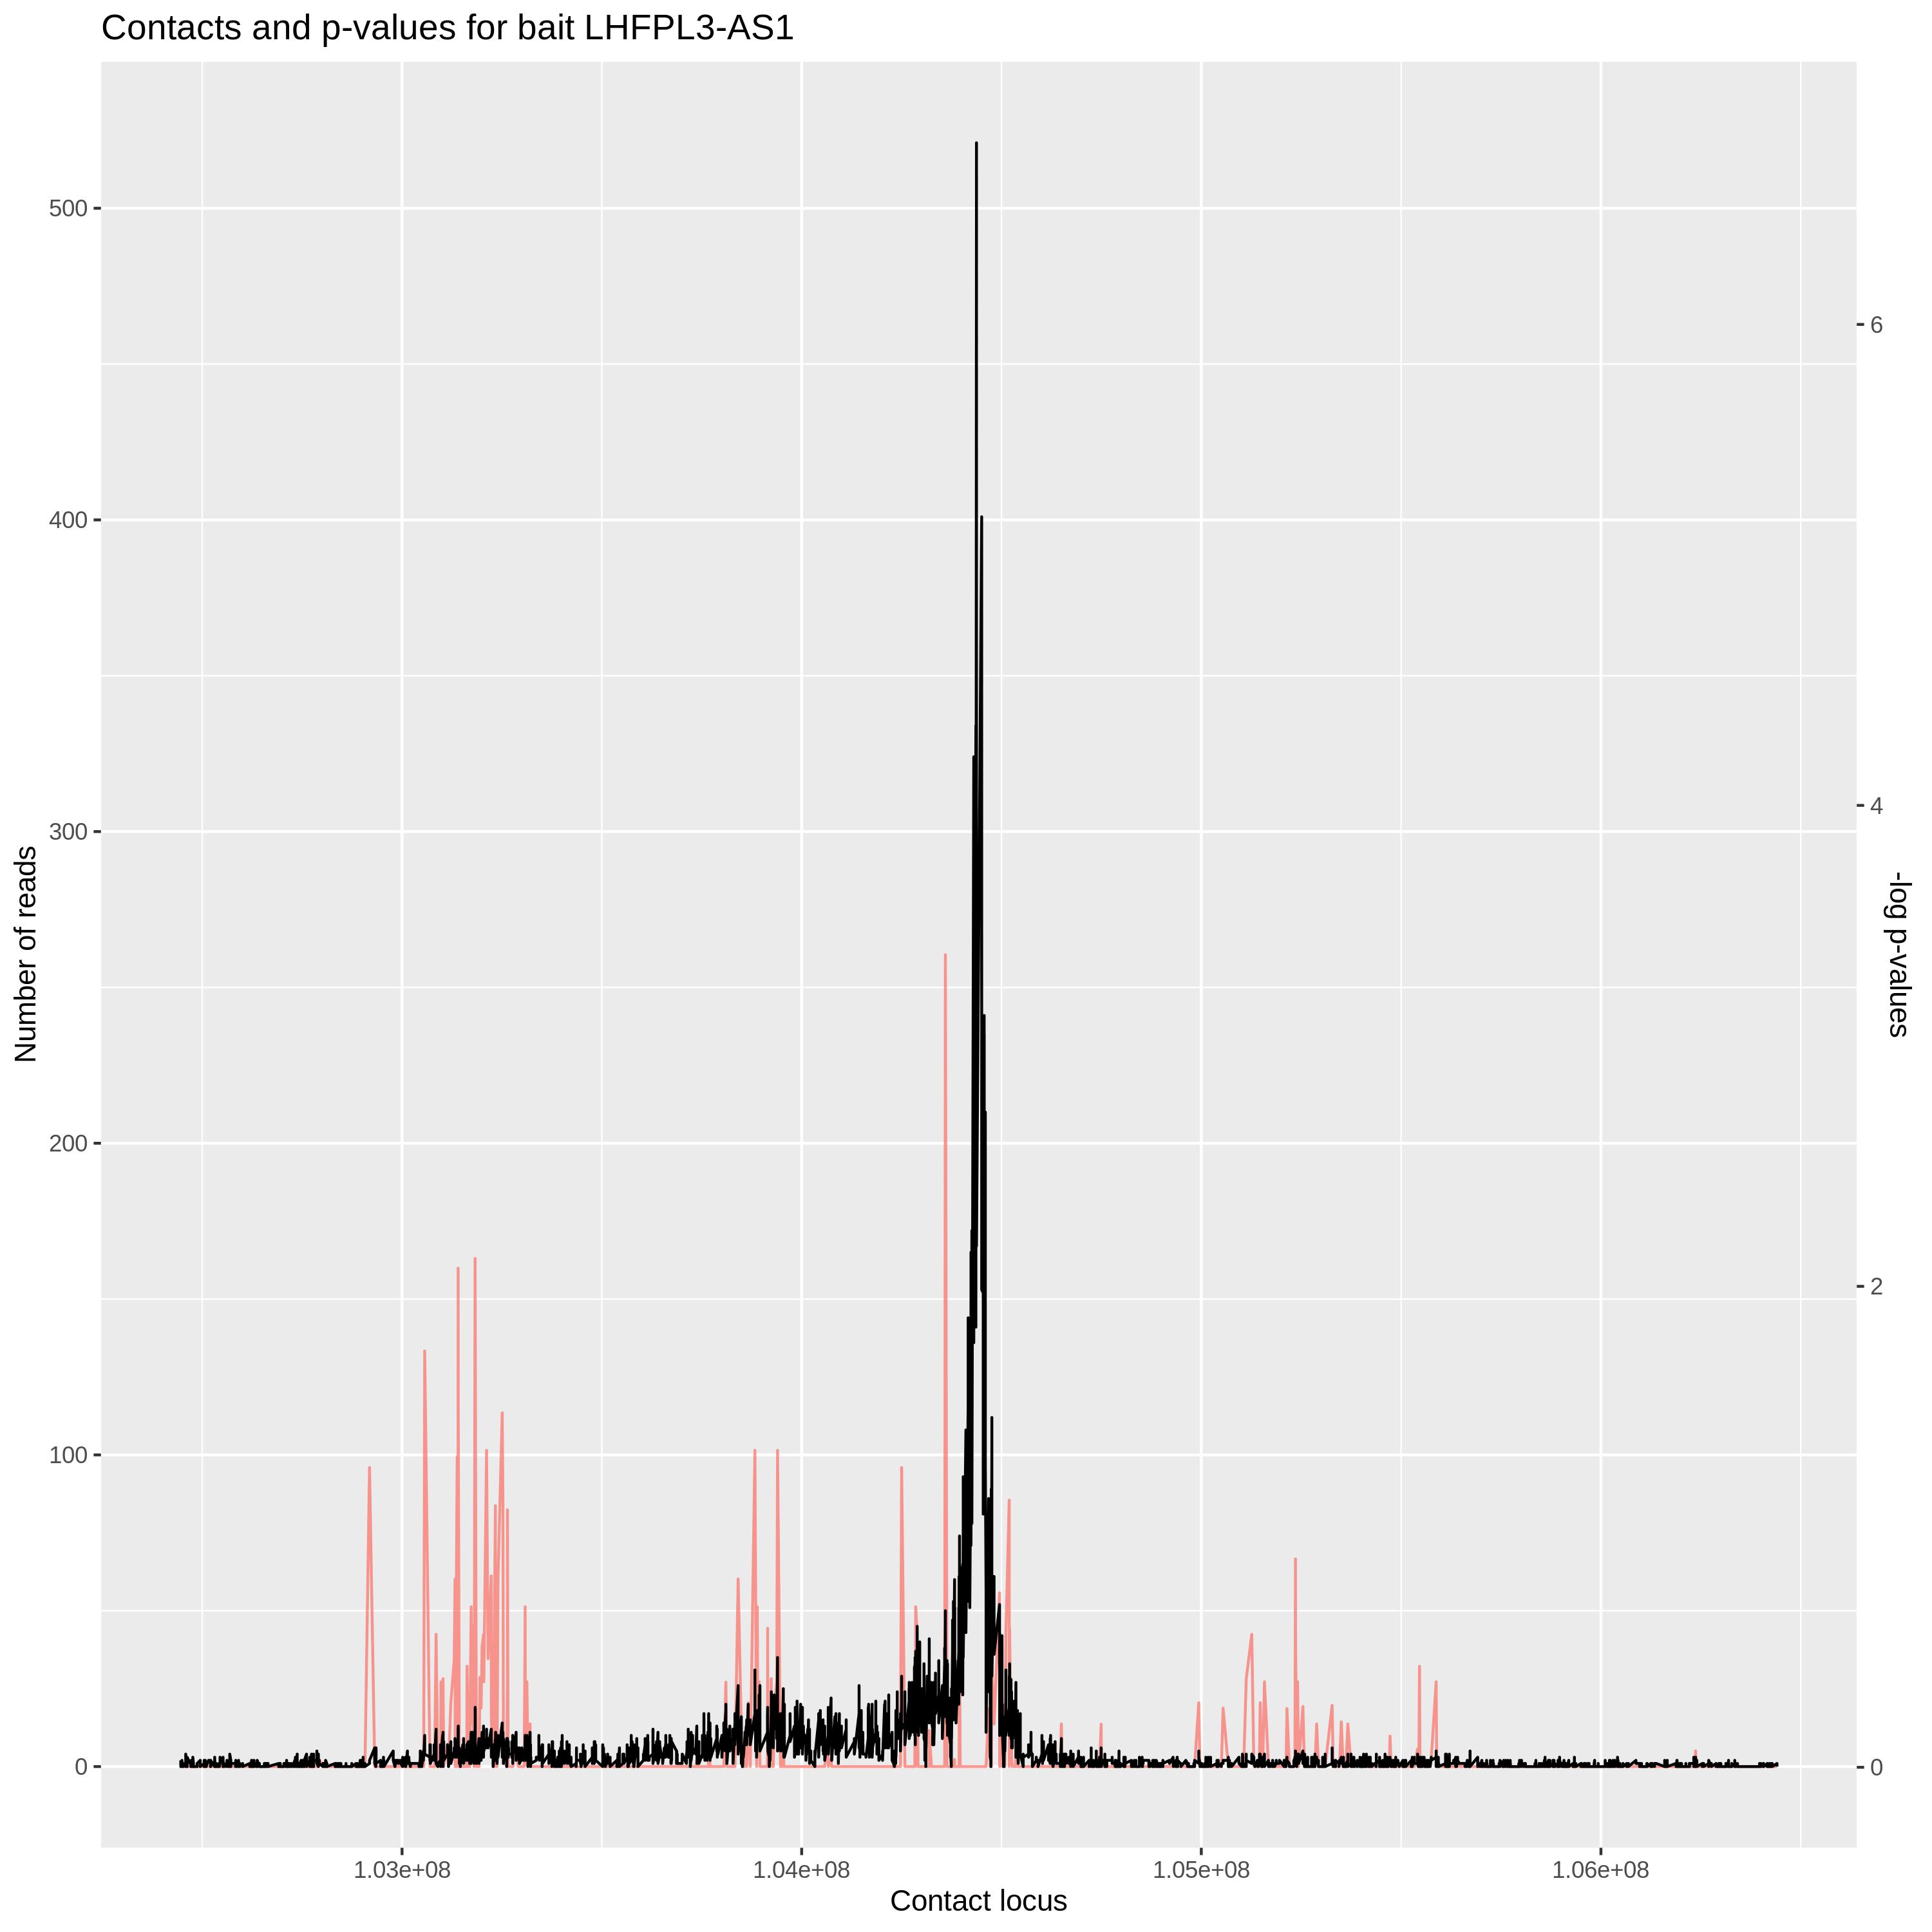 Contacts and p-values for bait LHFPL3-AS1
500
400
300
200
100
0
Number of reads
6
4
2
0
-log p-values
1.03e+08
1.04e+08
1.05e+08
1.06e+08
Contact locus